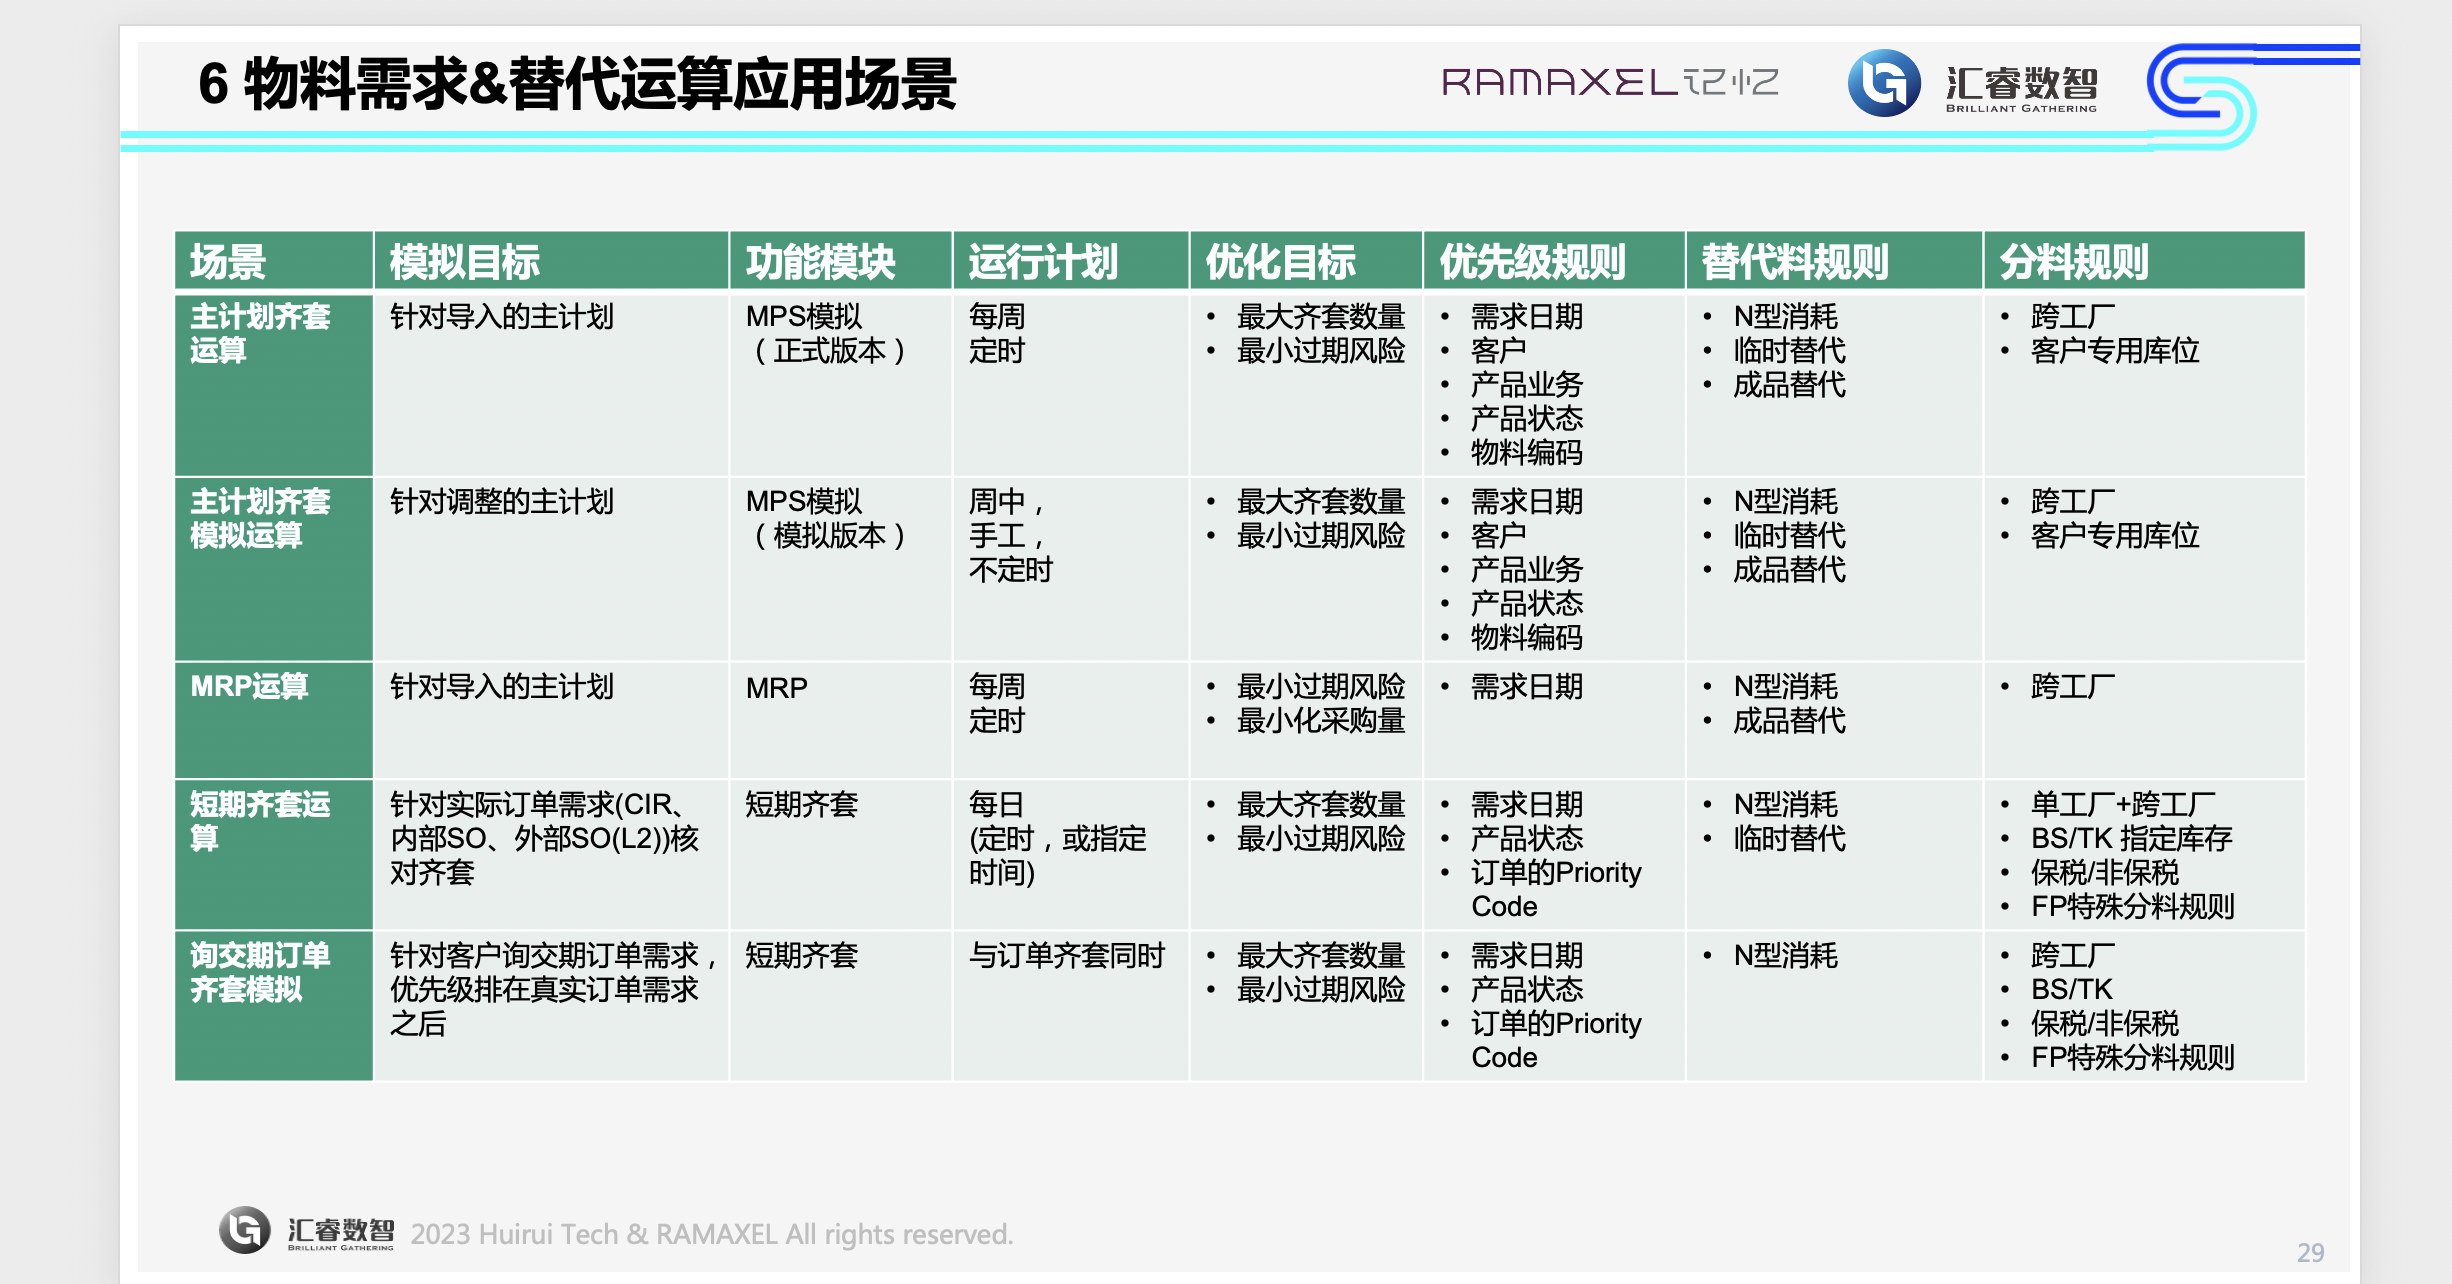 6 物料需求&替代运算应用场景
RAMAXEL记忆
汇睿数智
BRILLIANT GATHERING
场景
模拟目标
功能模块
运行计划
优化目标
优先级规则
替代料规则
分料规则
主计划齐套
运算
针对导入的主计划
MPS模拟
（正式版本）
每周
定时
• 最大齐套数量
• 最小过期风险
• 需求日期
• 客户
• 产品业务
• 产品状态
• 物料编码
• N型消耗
• 临时替代
• 成品替代
• 跨工厂
• 客户专用库位
主计划齐套
模拟运算
针对调整的主计划
MPS模拟
（模拟版本）
周中，
手工，
不定时
• 最大齐套数量
• 最小过期风险
• 需求日期
• 客户
• 产品业务
• 产品状态
• 物料编码
• N型消耗
• 临时替代
• 成品替代
• 跨工厂
• 客户专用库位
MRP运算
针对导入的主计划
MRP
每周
定时
• 最小过期风险
• 最小化采购量
• 需求日期
• N型消耗
• 成品替代
• 跨工厂
短期齐套运
算
针对实际订单需求(CIR、
内部SO、外部SO(L2))核
对齐套
短期齐套
每日
(定时，或指定
时间)
• 最大齐套数量
• 最小过期风险
• 需求日期
• 产品状态
• 订单的Priority
Code
• N型消耗
• 临时替代
• 单工厂+跨工厂
• BS/TK 指定库存
• 保税/非保税
• FP特殊分料规则
询交期订单
齐套模拟
针对客户询交期订单需求，
优先级排在真实订单需求
之后
短期齐套
与订单齐套同时
• 最大齐套数量
• 最小过期风险
• 需求日期
• 产品状态
• 订单的Priority
Code
• N型消耗
• 跨工厂
• BS/TK
• 保税/非保税
• FP特殊分料规则
汇睿数智
BRILLIANT GATHERING
2023 Huirui Tech & RAMAXEL All rights reserved.
29